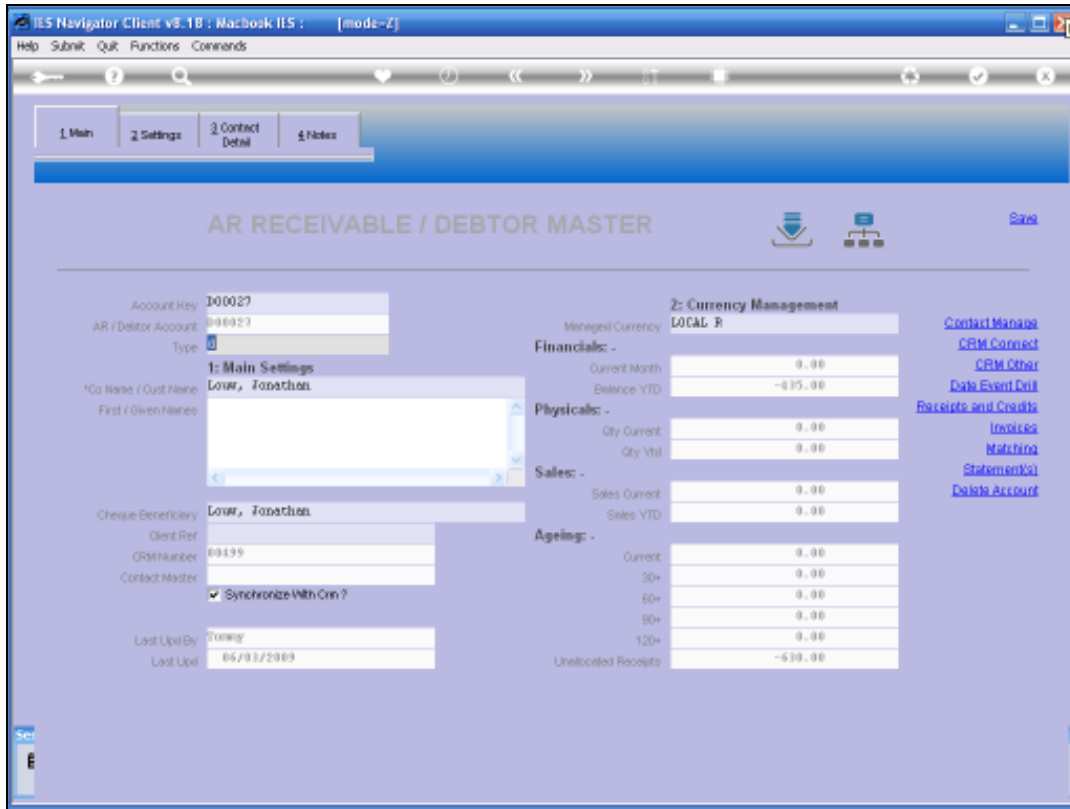 IES Navigator Client v8.18 : Macbook IES : [mode=Z]
Help Submit Quit Functions Commands
1 Main
2 Settings
3 Contact Detail
4 Notes
AR RECEIVABLE / DEBTOR MASTER
Save
Account Key D00027
AR / Debtor Account D00027
Type d
1: Main Settings
*Co Name / Cust Name Louw, Jonathan
First / Given Names
Cheque Beneficiary Louw, Jonathan
Client Ref
CRM Number 00499
Contact Master
Synchronize With Crm ?
Last Upd By Tommy
Last Upd 06/03/2009
2: Currency Management
Managed Currency LOCAL R
Financials: -
Current Month 0.00
Balance YTD -635.00
Physicals: -
Qty Current 0.00
Qty Ytd 0.00
Sales: -
Sales Current 0.00
Sales YTD 0.00
Ageing: -
Current 0.00
30+ 0.00
60+ 0.00
90+ 0.00
120+ 0.00
Unallocated Receipts -630.00
Contact Manage
CRM Connect
CRM Other
Date Event Drill
Receipts and Credits
Invoices
Matching
Statement(s)
Delete Account